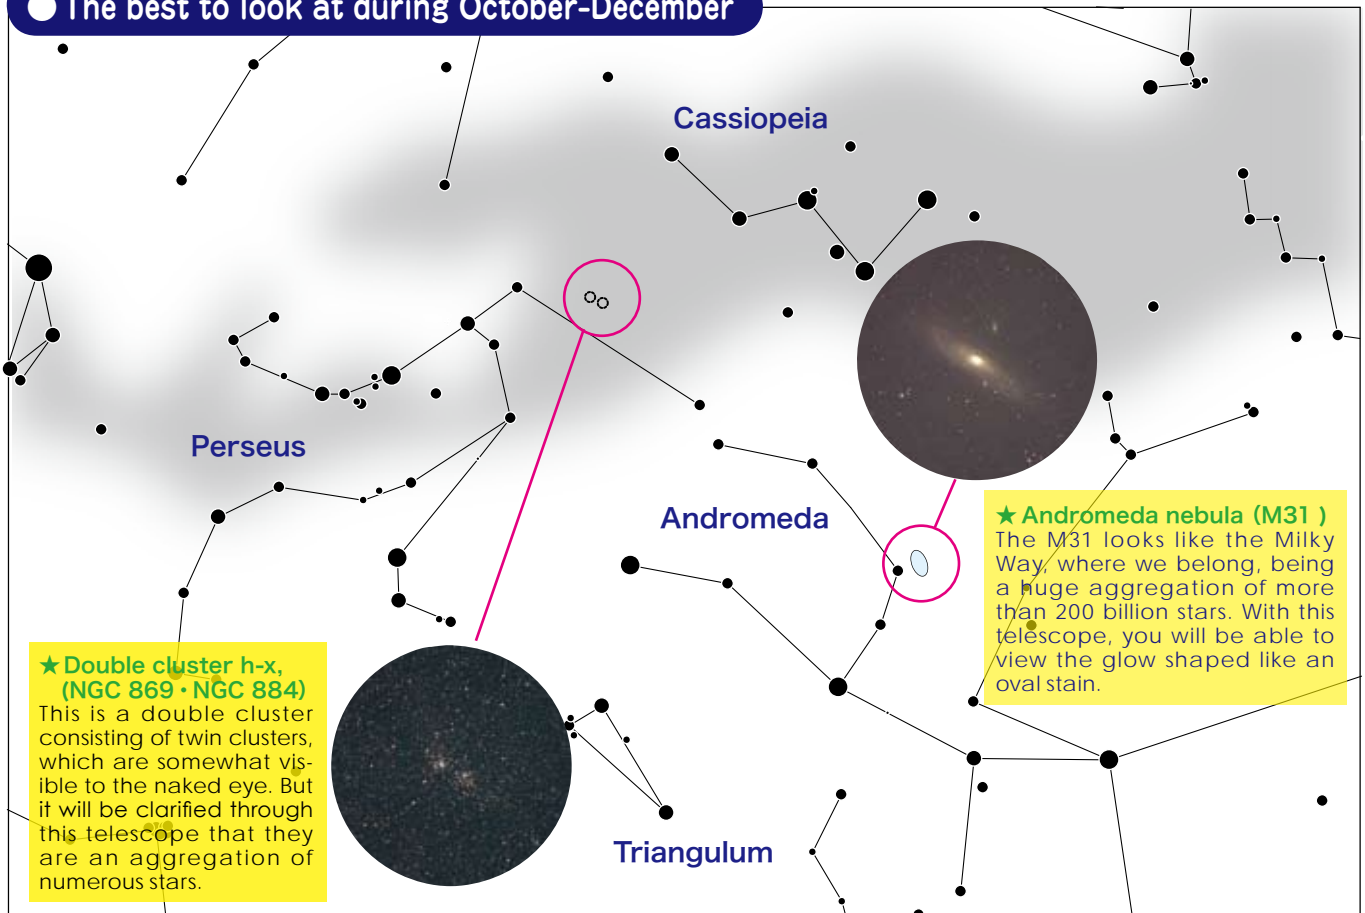 ● The best to look at during October-December
Cassiopeia
Perseus
Andromeda
★ Andromeda nebula (M31 )
The M31 looks like the Milky
Way, where we belong, being
a huge aggregation of more
than 200 billion stars. With this
telescope, you will be able to
view the glow shaped like an
oval stain.
★ Double cluster h-x,
(NGC 869・NGC 884)
This is a double cluster
consisting of twin clusters,
which are somewhat vis-
ible to the naked eye. But
it will be clarified through
this telescope that they
are an aggregation of
numerous stars.
Triangulum